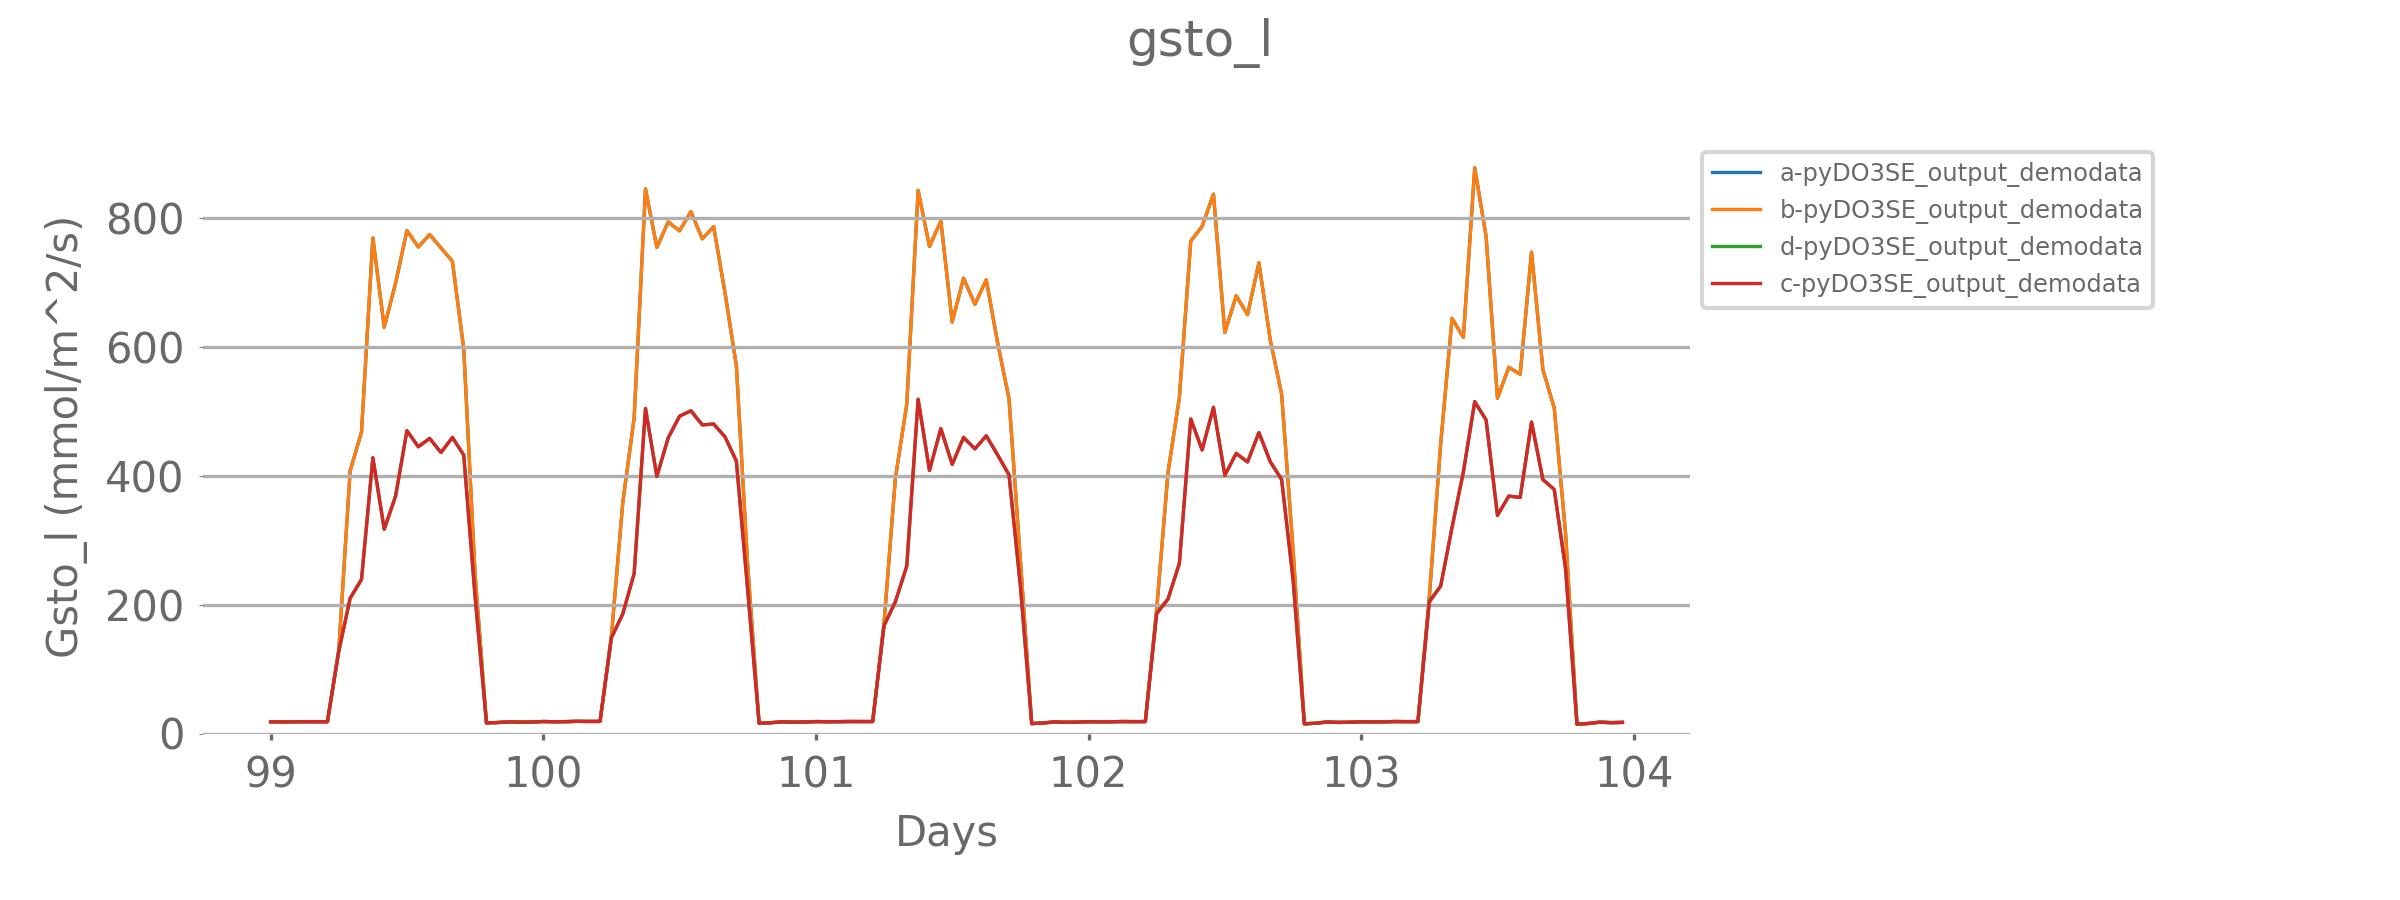 gsto_l
a-pyDO3SE_output_demodata
b-pyDO3SE_output_demodata
d-pyDO3SE_output_demodata
c-pyDO3SE_output_demodata
Gsto_l (mmol/m^2/s)
800
600
400
200
0
99 100 101 102 103 104
Days